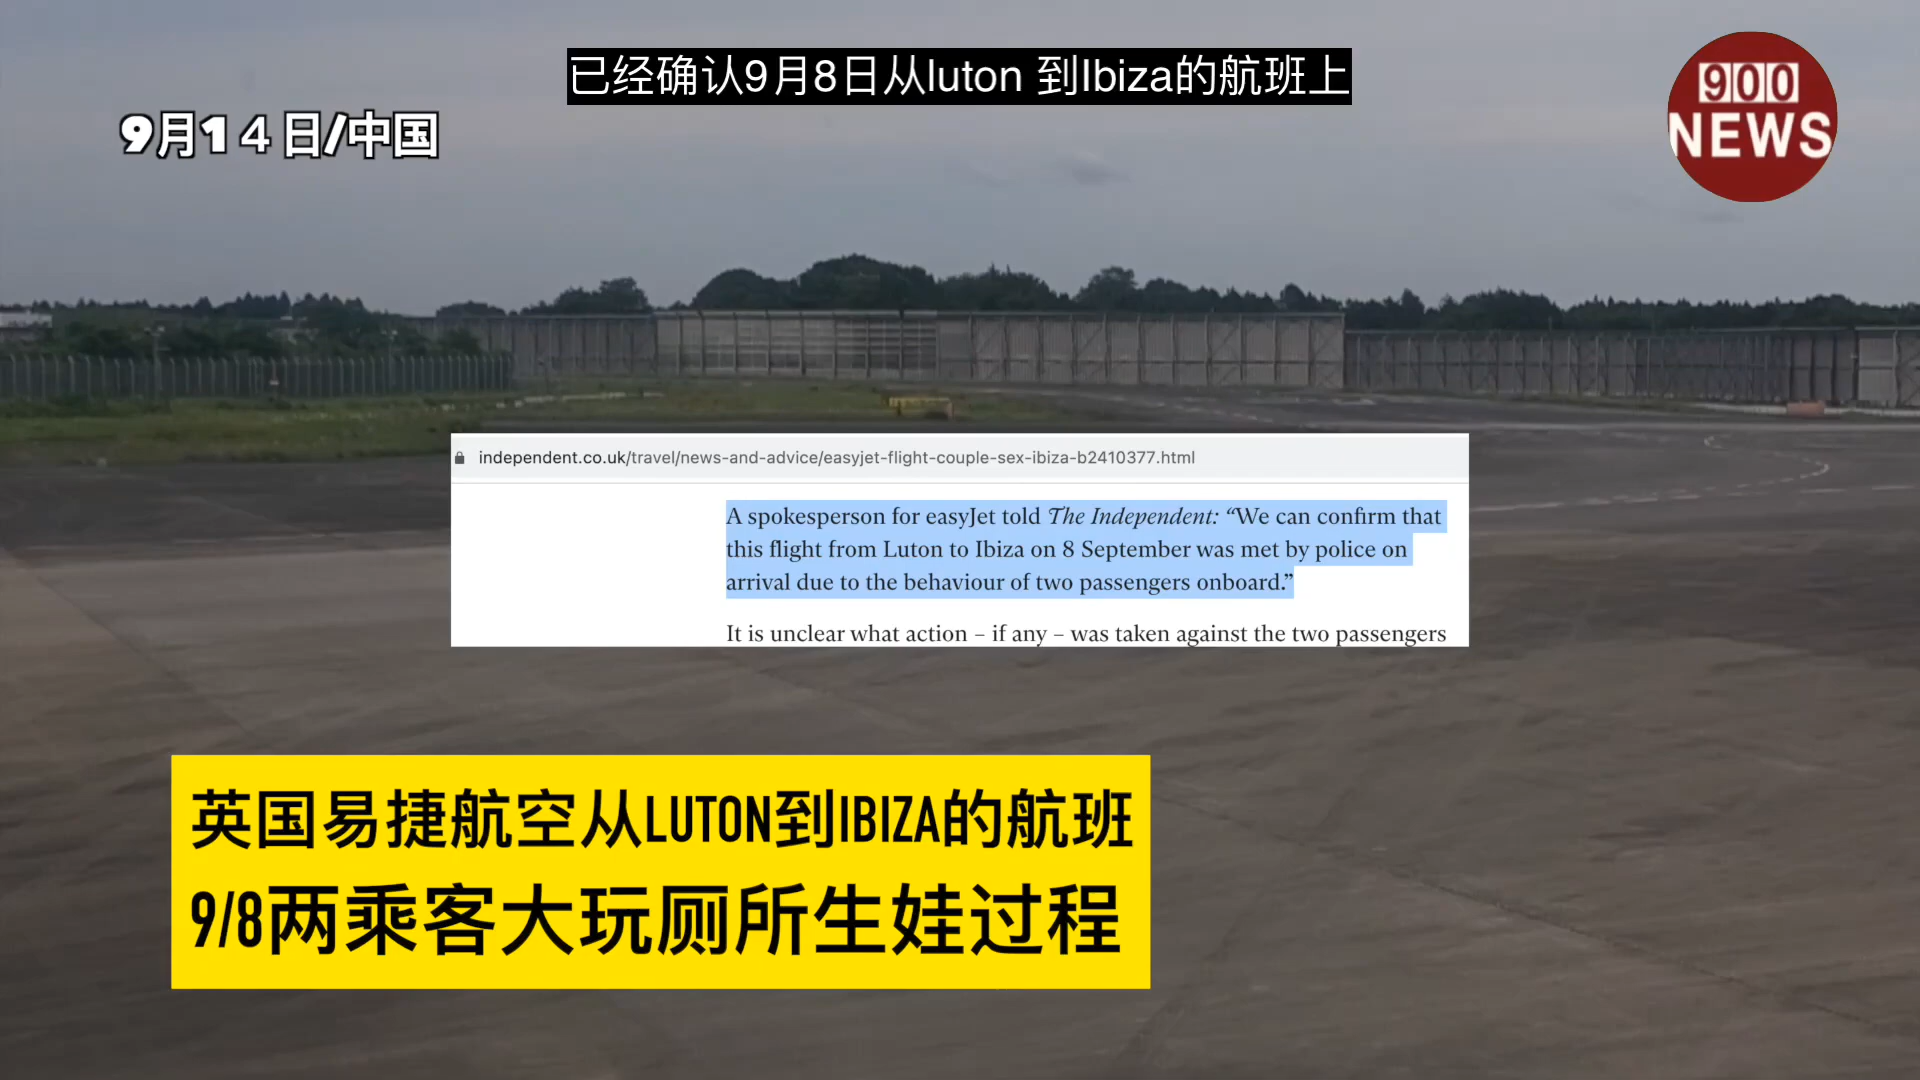 已经确认9月8日从luton 到Ibiza的航班上
900
NEWS
9月14日/中国
independent.co.uk/travel/news-and-advice/easyjet-flight-couple-sex-ibiza-b2410377.html
A spokesperson for easyJet told The Independent: “We can confirm that
this flight from Luton to Ibiza on 8 September was met by police on
arrival due to the behaviour of two passengers onboard.”
It is unclear what action – if any – was taken against the two passengers
英国易捷航空从LUTON到IBIZA的航班
9/8两乘客大玩厕所生娃过程